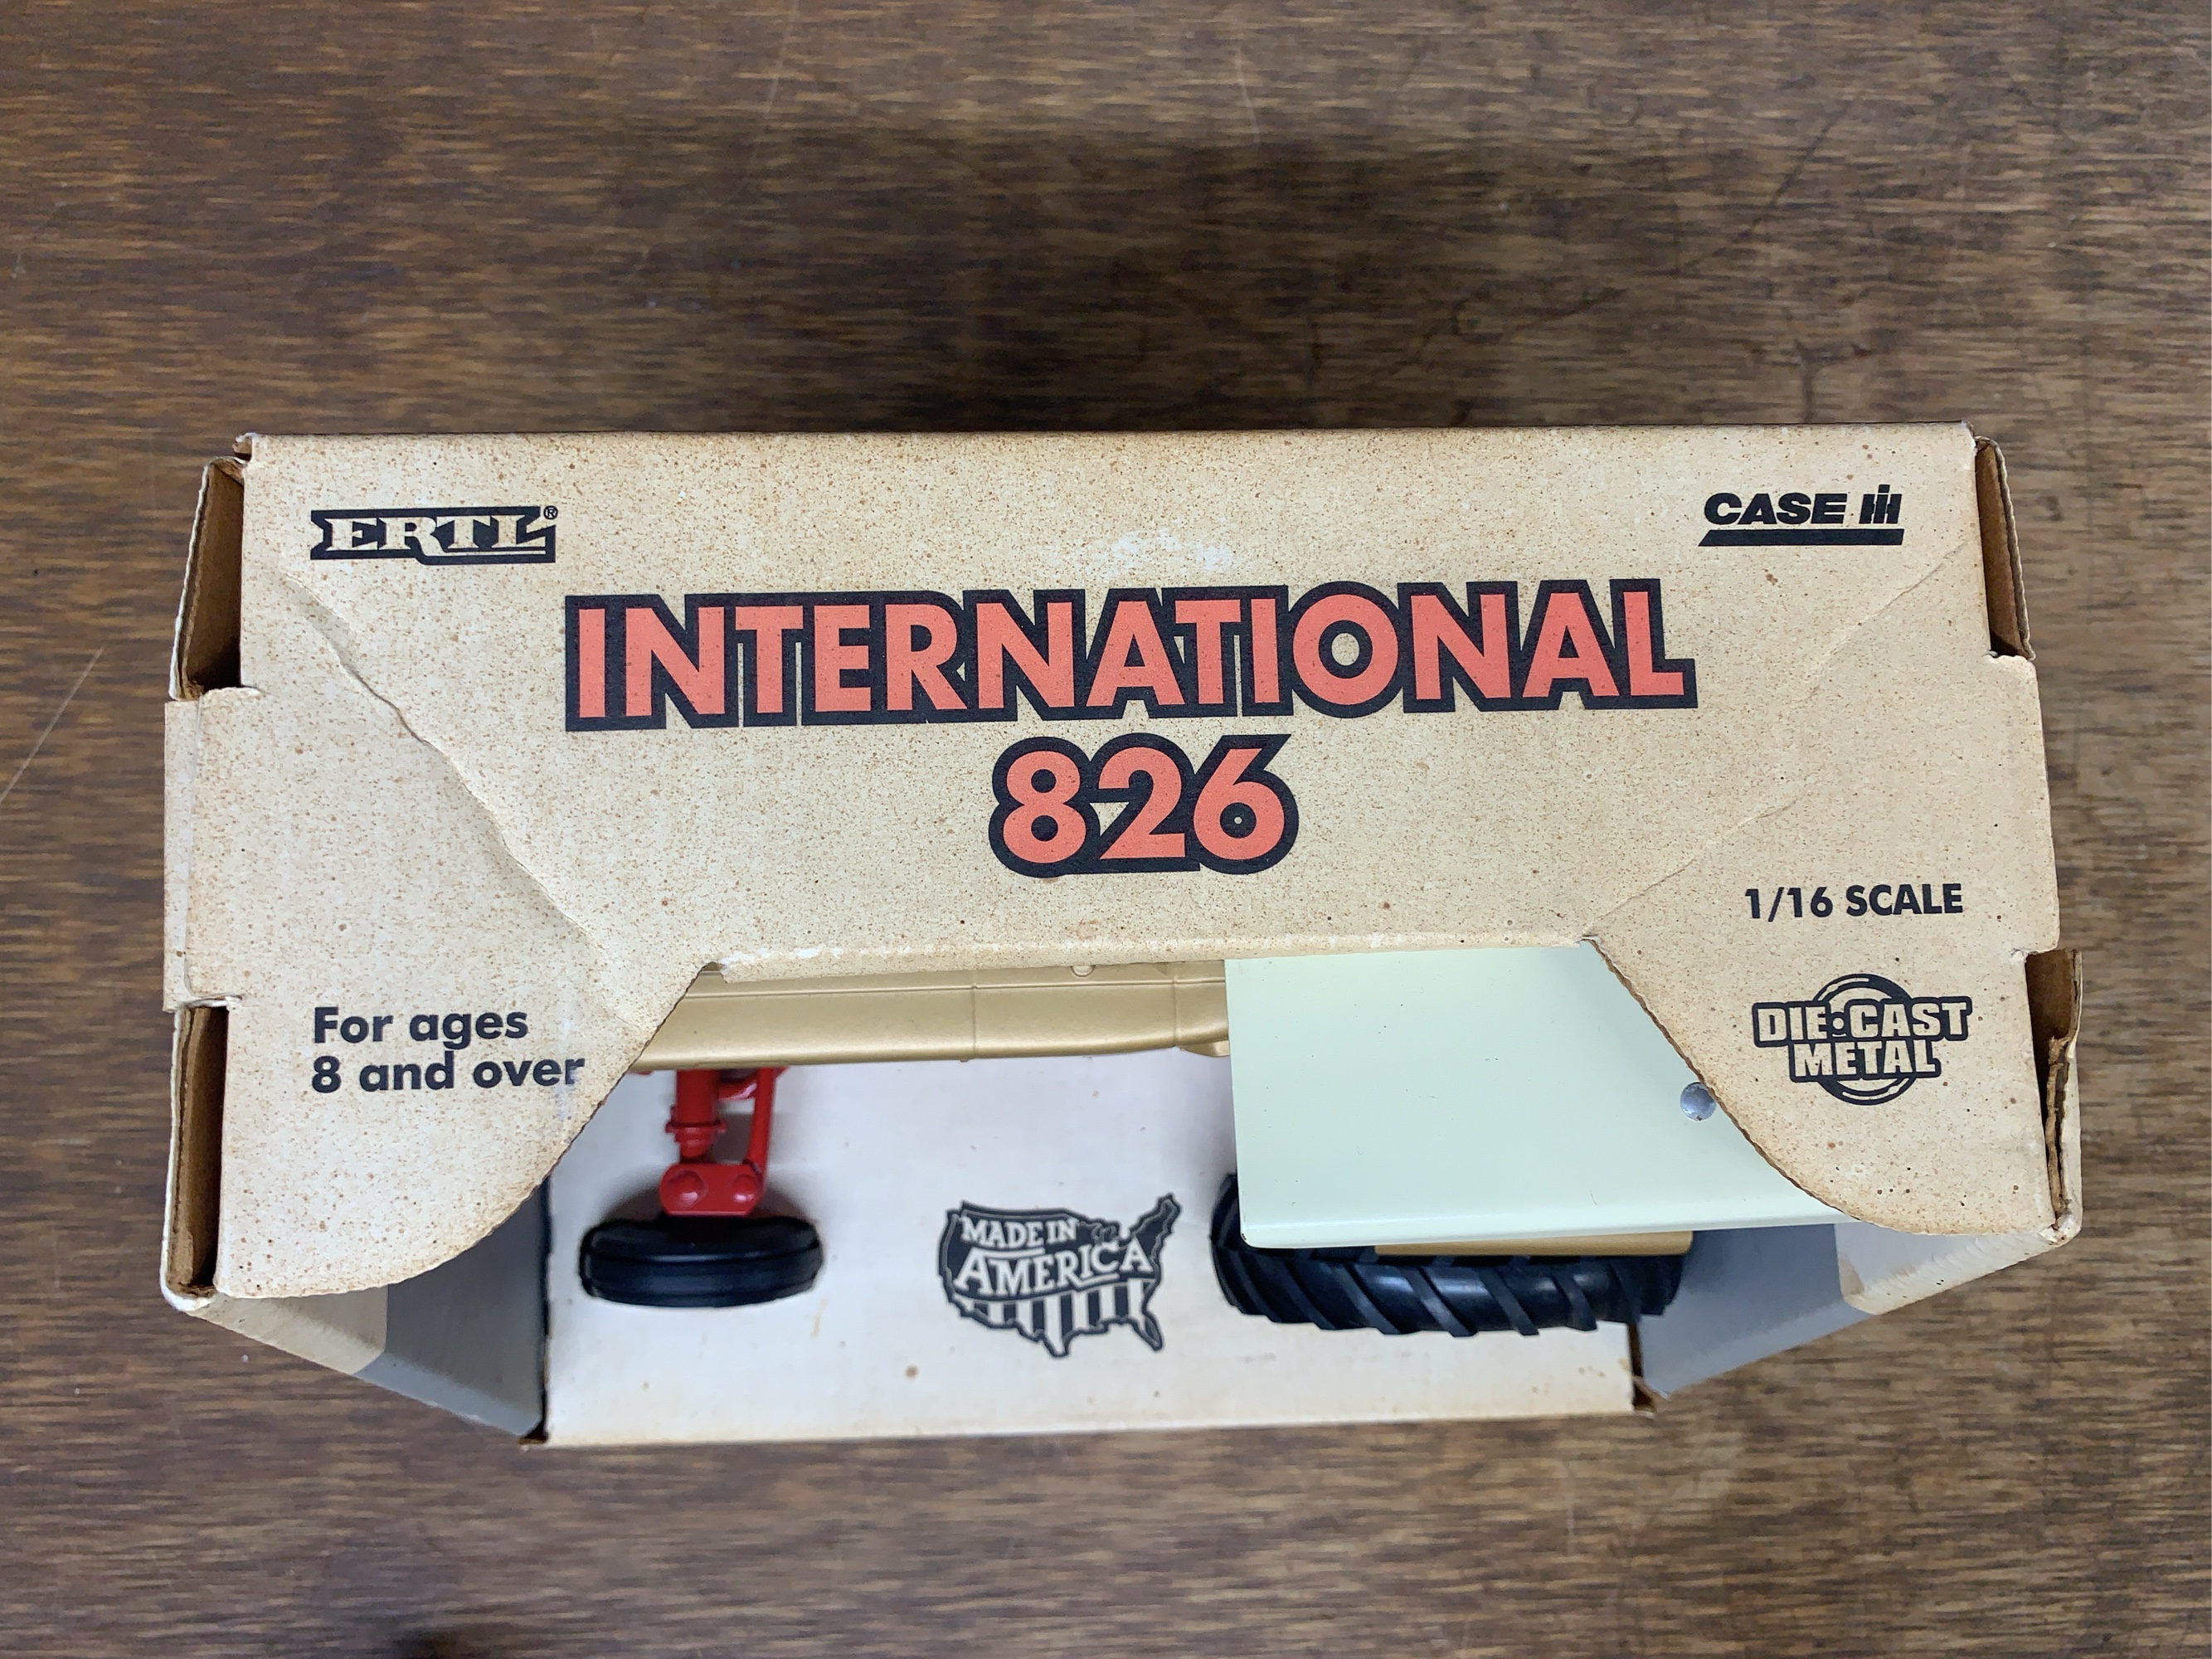 ERTL®
CASE IH
INTERNATIONAL
826
1/16 SCALE
For ages
8 and over
DIE•CAST
METAL
MADE IN
AMERICA